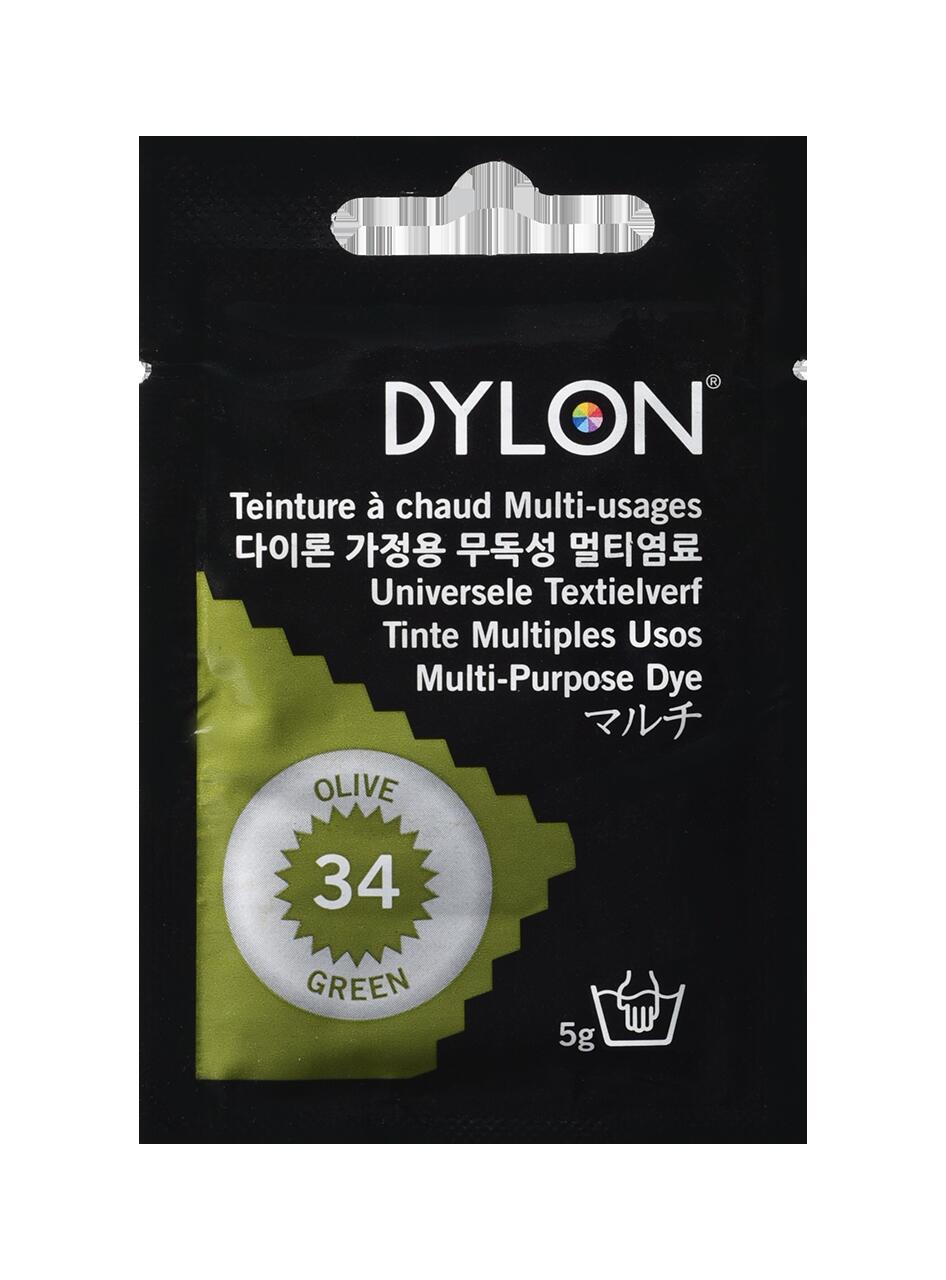 DYLON®
Teinture à chaud Multi-usages
다이론 가정용 무독성 멀티염료
Universele Textielverf
Tinte Multiples Usos
Multi-Purpose Dye
マルチ
OLIVE
34
GREEN
5g